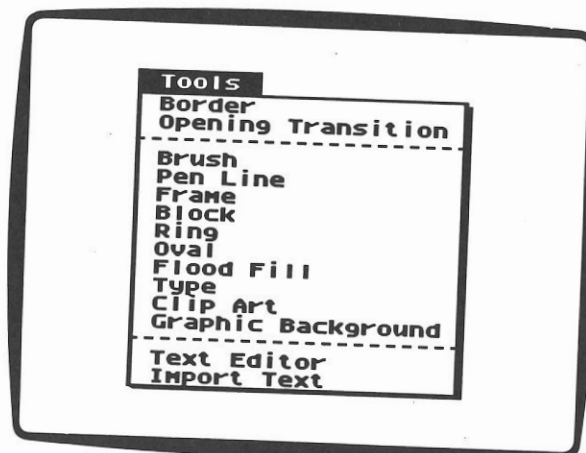 Tools
Border
Opening Transition
Brush
Pen Line
Frame
Block
Ring
Oval
Flood Fill
Type
Clip Art
Graphic Background
Text Editor
Import Text